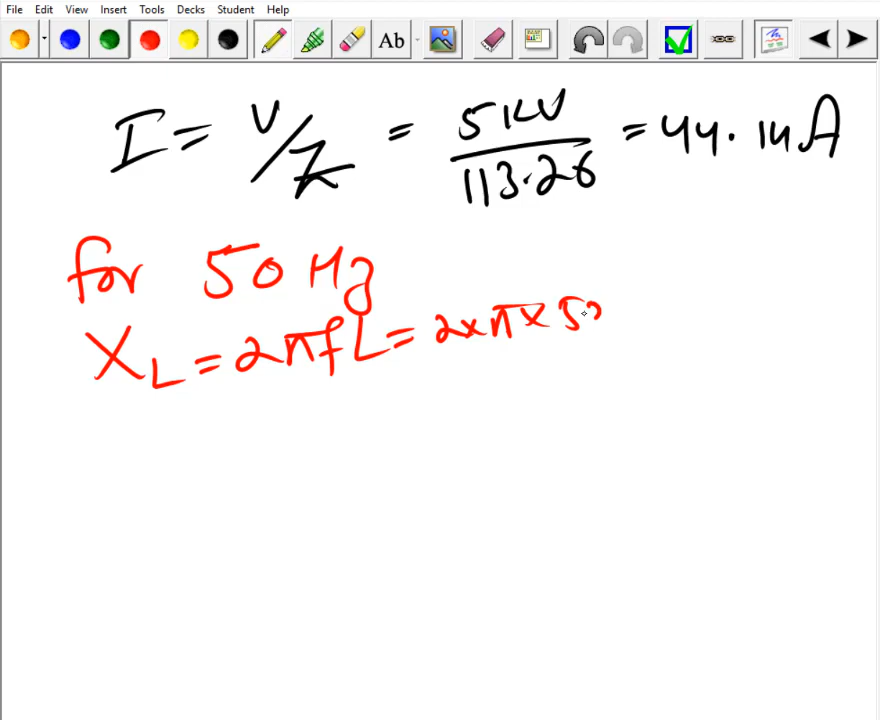 File Edit View Insert Tools Decks Student Help
Ab
I = V/Z = 5KV/113.26 = 44.14A
for 50 Hz
XL = 2πfL = 2×π×50